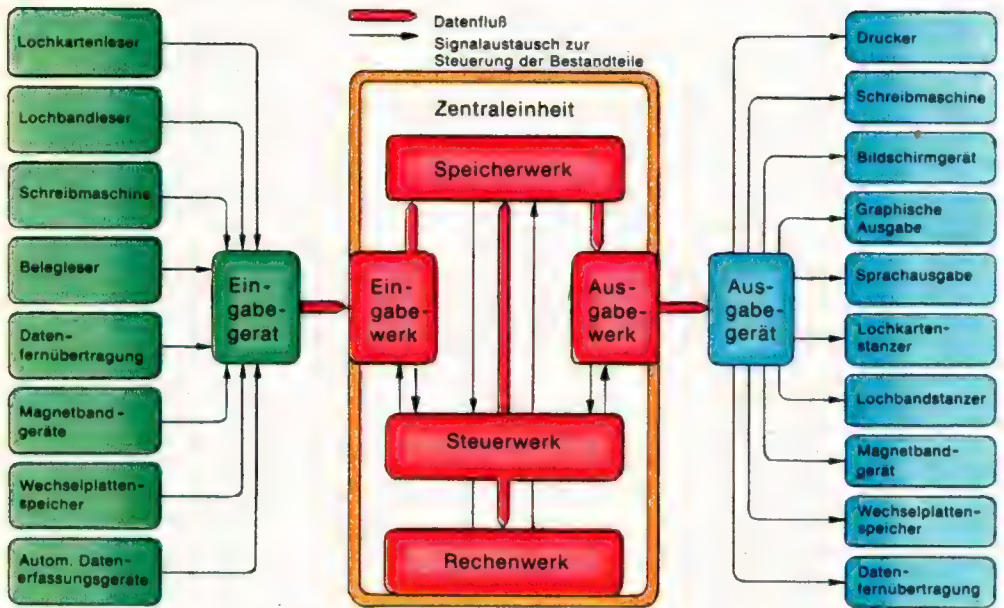 Datenfluß
Signalaustausch zur
Steuerung der Bestandteile
Lochkartenleser
Lochbandleser
Schreibmaschine
Belegleser
Daten-
fernübertragung
Magnetband-
geräte
Wechselplatten-
speicher
Autom. Daten-
erfassungsgeräte
Ein-
gabe-
gerät
Zentraleinheit
Speicherwerk
Ein-
gabe-
werk
Aus-
gabe-
werk
Steuerwerk
Rechenwerk
Aus-
gabe-
gerät
Drucker
Schreibmaschine
Bildschirmgerät
Graphische
Ausgabe
Sprachausgabe
Lochkarten-
stanzer
Lochbandstanzer
Magnetband-
gerät
Wechselplatten-
speicher
Daten-
fernübertragung